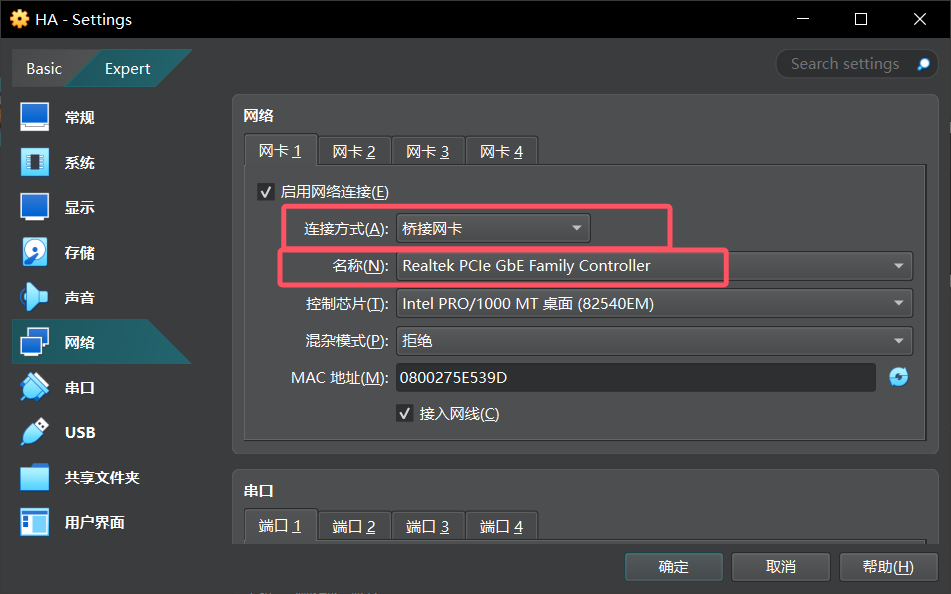 HA - Settings
Basic
Expert
Search settings
常规
系统
显示
存储
声音
网络
串口
USB
共享文件夹
用户界面
网络
网卡 1
网卡 2
网卡 3
网卡 4
启用网络连接(E)
连接方式(A): 桥接网卡
名称(N): Realtek PCIe GbE Family Controller
控制芯片(T): Intel PRO/1000 MT 桌面 (82540EM)
混杂模式(P): 拒绝
MAC 地址(M): 0800275E539D
接入网线(C)
串口
端口 1
端口 2
端口 3
端口 4
确定
取消
帮助(H)